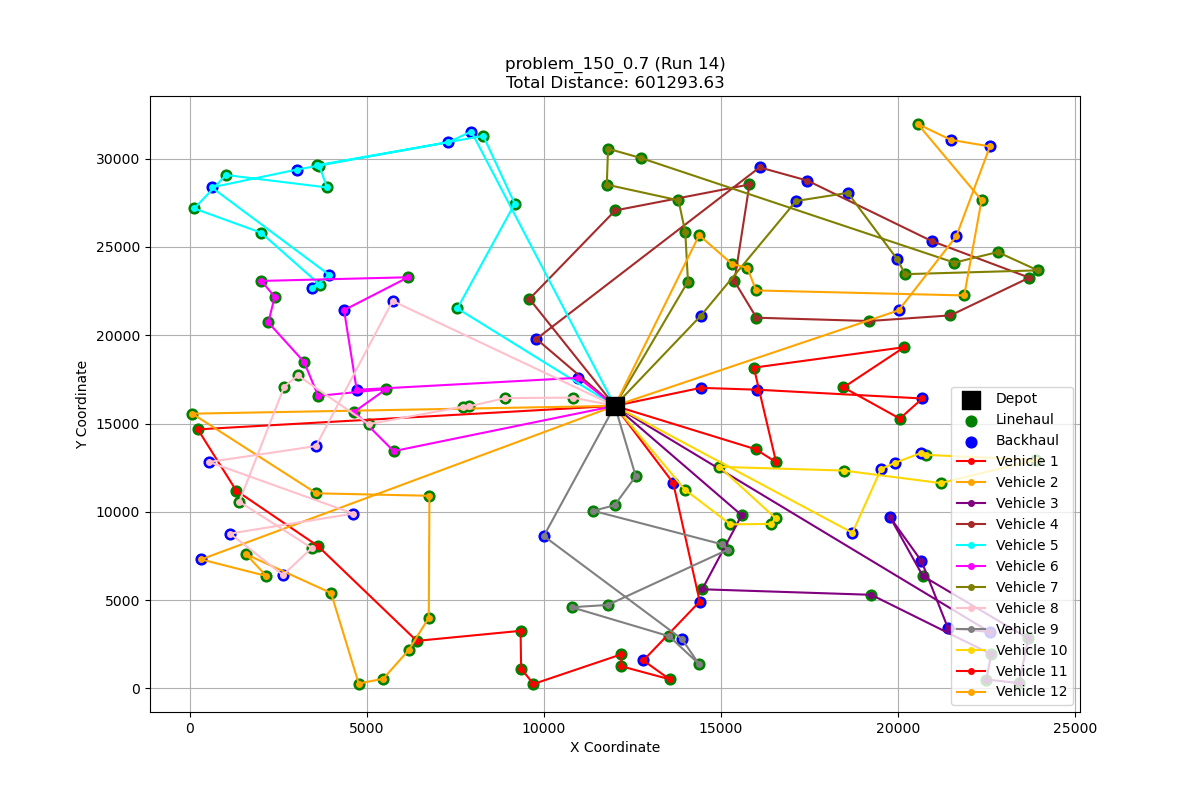 problem_150_0.7 (Run 14)
Total Distance: 601293.63
30000
25000
20000
15000
10000
5000
0
Y Coordinate
0
5000
10000
15000
20000
25000
X Coordinate
Depot
Linehaul
Backhaul
Vehicle 1
Vehicle 2
Vehicle 3
Vehicle 4
Vehicle 5
Vehicle 6
Vehicle 7
Vehicle 8
Vehicle 9
Vehicle 10
Vehicle 11
Vehicle 12